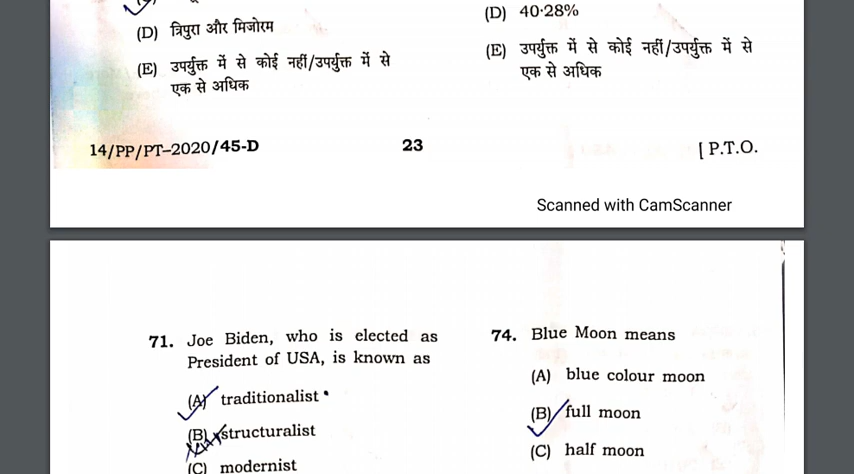 (D) त्रिपुरा और मिजोरम
(E) उपर्युक्त में से कोई नहीं/उपर्युक्त में से
एक से अधिक
(D) 40·28%
(E) उपर्युक्त में से कोई नहीं/उपर्युक्त में से
एक से अधिक
14/PP/PT–2020/45-D
23
[ P.T.O.
Scanned with CamScanner
71. Joe Biden, who is elected as
President of USA, is known as
(A) traditionalist
(B) structuralist
(C) modernist
74. Blue Moon means
(A) blue colour moon
(B) full moon
(C) half moon